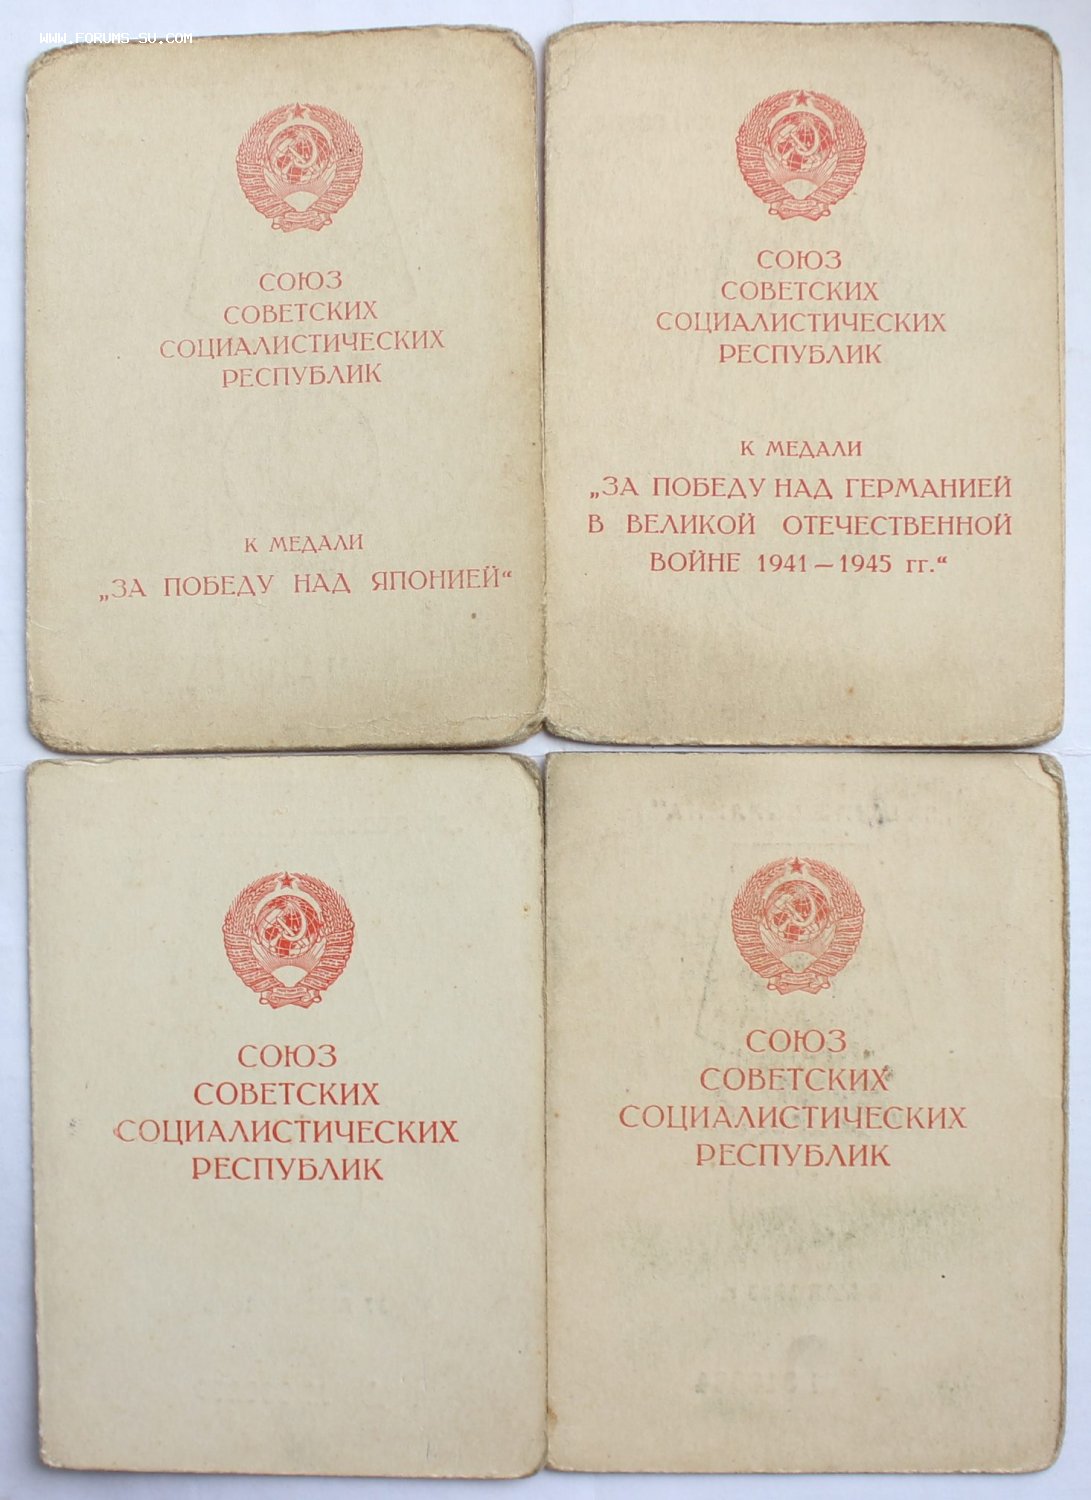 WWW.FORUMS-SU.COM
СОЮЗ
СОВЕТСКИХ
СОЦИАЛИСТИЧЕСКИХ
РЕСПУБЛИК
К МЕДАЛИ
„ЗА ПОБЕДУ НАД ЯПОНИЕЙ“
СОЮЗ
СОВЕТСКИХ
СОЦИАЛИСТИЧЕСКИХ
РЕСПУБЛИК
К МЕДАЛИ
„ЗА ПОБЕДУ НАД ГЕРМАНИЕЙ
В ВЕЛИКОЙ ОТЕЧЕСТВЕННОЙ
ВОЙНЕ 1941 — 1945 гг.“
СОЮЗ
СОВЕТСКИХ
СОЦИАЛИСТИЧЕСКИХ
РЕСПУБЛИК
СОЮЗ
СОВЕТСКИХ
СОЦИАЛИСТИЧЕСКИХ
РЕСПУБЛИК